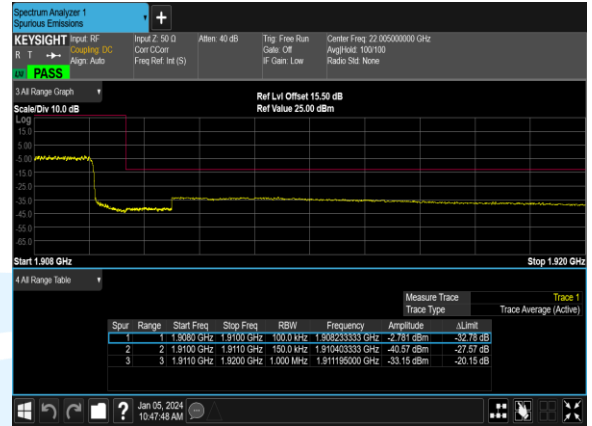 Spectrum Analyzer 1
Spurious Emissions
KEYSIGHT Input: RF Input Z: 50 Ω Atten: 40 dB Trig: Free Run Center Freq: 22.005000000 GHz
R T Coupling: DC Corr CCorr Gate: Off Avg|Hold: 100/100
Align: Auto Freq Ref: Int (S) IF Gain: Low Radio Std: None
PASS
3 All Range Graph
Ref Lvl Offset 15.50 dB
Scale/Div 10.0 dB Ref Value 25.00 dBm
Log
15.0
5.00
-5.00
-15.0
-25.0
-35.0
-45.0
-55.0
-65.0
Start 1.908 GHz Stop 1.920 GHz
4 All Range Table
Measure Trace Trace 1
Trace Type Trace Average (Active)
Spur Range Start Freq Stop Freq RBW Frequency Amplitude ΔLimit
1 1 1.9080 GHz 1.9100 GHz 100.0 kHz 1.908233333 GHz -2.781 dBm -32.78 dB
2 2 1.9100 GHz 1.9110 GHz 150.0 kHz 1.910403333 GHz -40.57 dBm -27.57 dB
3 3 1.9110 GHz 1.9200 GHz 1.000 MHz 1.911195000 GHz -33.15 dBm -20.15 dB
Jan 05, 2024
10:47:48 AM